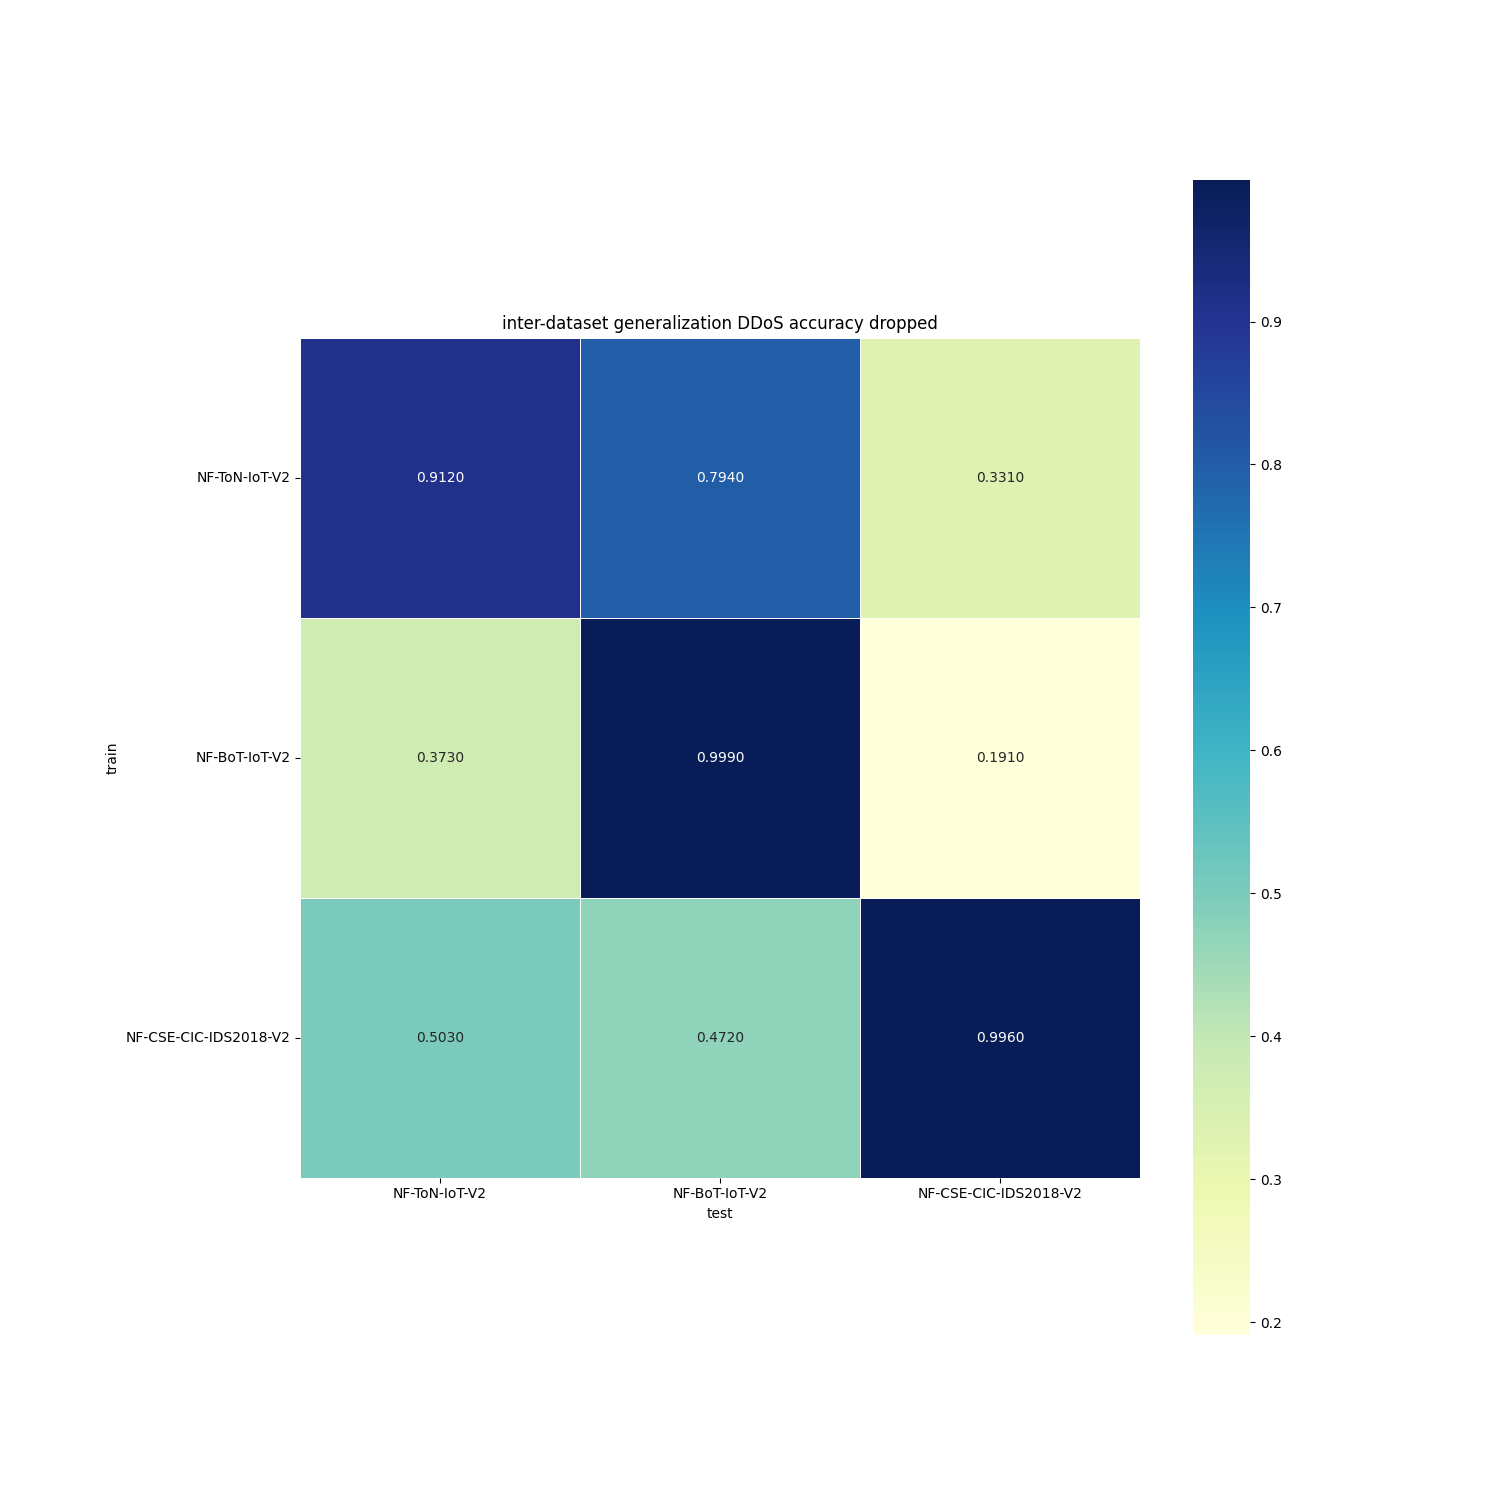 inter-dataset generalization DDoS accuracy dropped
NF-ToN-IoT-V2
0.9120
0.7940
0.3310
train
NF-BoT-IoT-V2
0.3730
0.9990
0.1910
NF-CSE-CIC-IDS2018-V2
0.5030
0.4720
0.9960
NF-ToN-IoT-V2
NF-BoT-IoT-V2
NF-CSE-CIC-IDS2018-V2
test
0.9
0.8
0.7
0.6
0.5
0.4
0.3
0.2